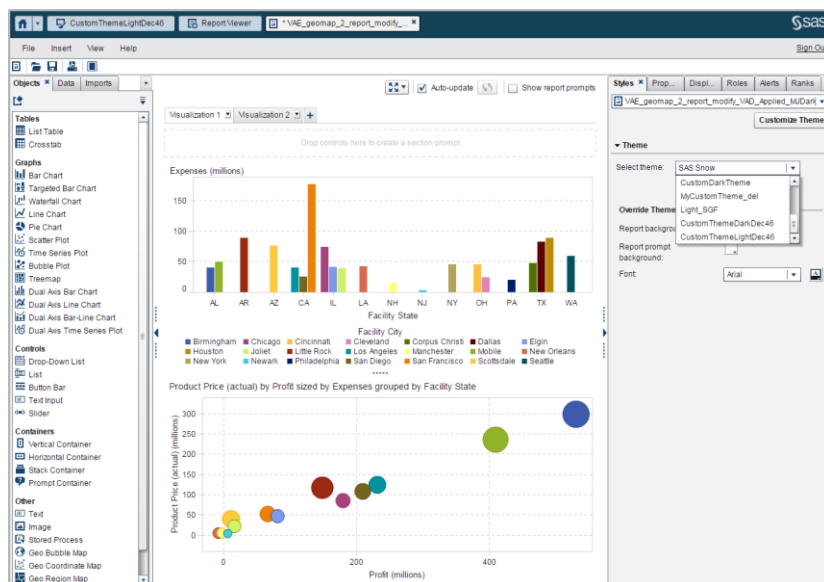 CustomThemeLightDec46
Report Viewer
* VAE_geomap_2_report_modify_...
sas
File Insert View Help
Sign Ou
Objects
Data
Imports
Auto-update
Show report prompts
Styles
Prop...
Displ...
Roles
Alerts
Ranks
VAE_geomap_2_report_modify_VAD_Applied_MJDark
Customize Theme
Tables
List Table
Crosstab
Graphs
Bar Chart
Targeted Bar Chart
Waterfall Chart
Line Chart
Pie Chart
Scatter Plot
Time Series Plot
Bubble Plot
Treemap
Dual Axis Bar Chart
Dual Axis Line Chart
Dual Axis Bar-Line Chart
Dual Axis Time Series Plot
Controls
Drop-Down List
List
Button Bar
Text Input
Slider
Containers
Vertical Container
Horizontal Container
Stack Container
Prompt Container
Other
Text
Image
Stored Process
Geo Bubble Map
Geo Coordinate Map
Geo Region Map
Visualization 1
Visualization 2
+
Drop controls here to create a section prompt
Expenses (millions)
150
100
50
0
AL AR AZ CA IL LA NH NJ NY OH PA TX WA
Facility State
Facility City
Birmingham Chicago Cincinnati Cleveland Corpus Christi Dallas Elgin
Houston Joliet Little Rock Los Angeles Manchester Mobile New Orleans
New York Newark Philadelphia San Diego San Francisco Scottsdale Seattle
Product Price (actual) by Profit sized by Expenses grouped by Facility State
Product Price (actual) (millions)
300
250
200
150
100
50
0
0 200 400
Profit (millions)
Theme
Select theme:
SAS Snow
CustomDarkTheme
MyCustomTheme_del
Light_SGF
CustomThemeDarkDec46
CustomThemeLightDec46
Override Theme
Report backgrou
Report prompt
background:
Font:
Arial
A